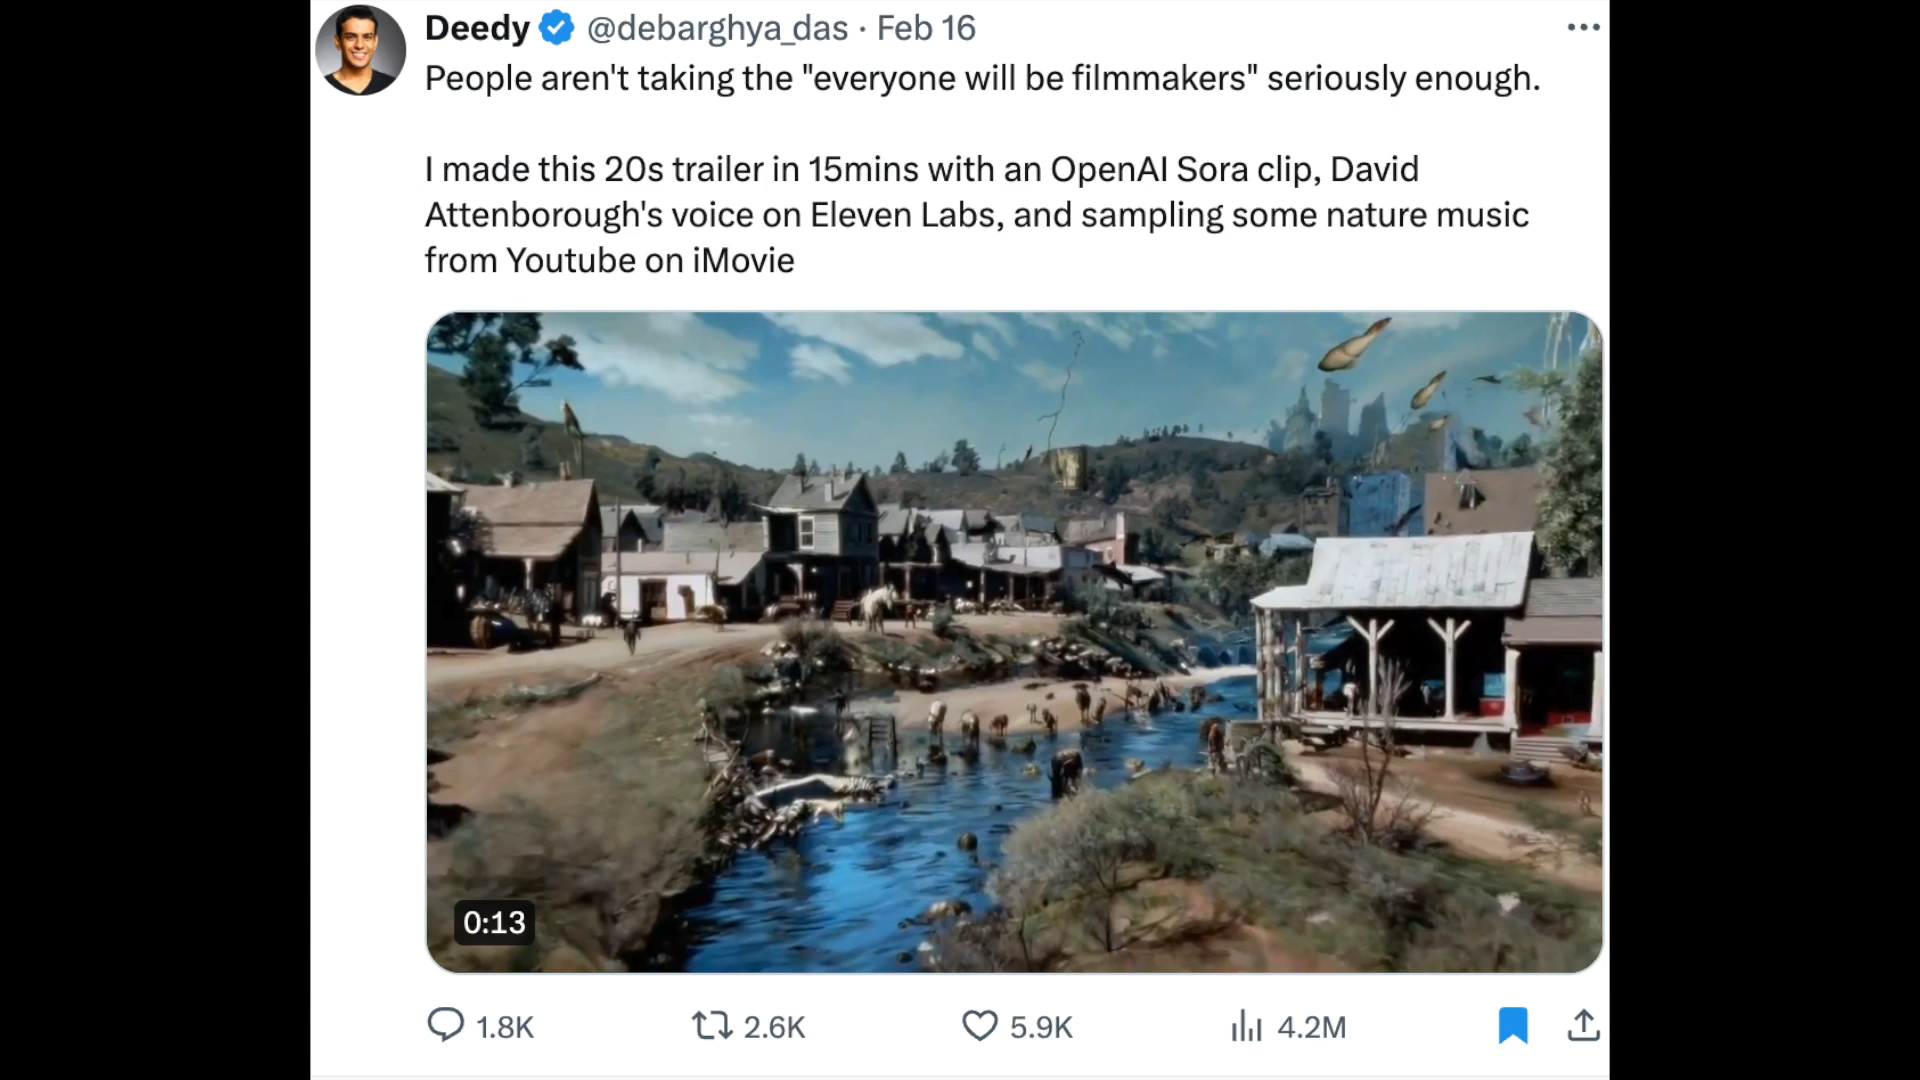 Deedy @debarghya_das · Feb 16
People aren't taking the "everyone will be filmmakers" seriously enough.
I made this 20s trailer in 15mins with an OpenAI Sora clip, David
Attenborough's voice on Eleven Labs, and sampling some nature music
from Youtube on iMovie
0:13
1.8K 2.6K 5.9K 4.2M